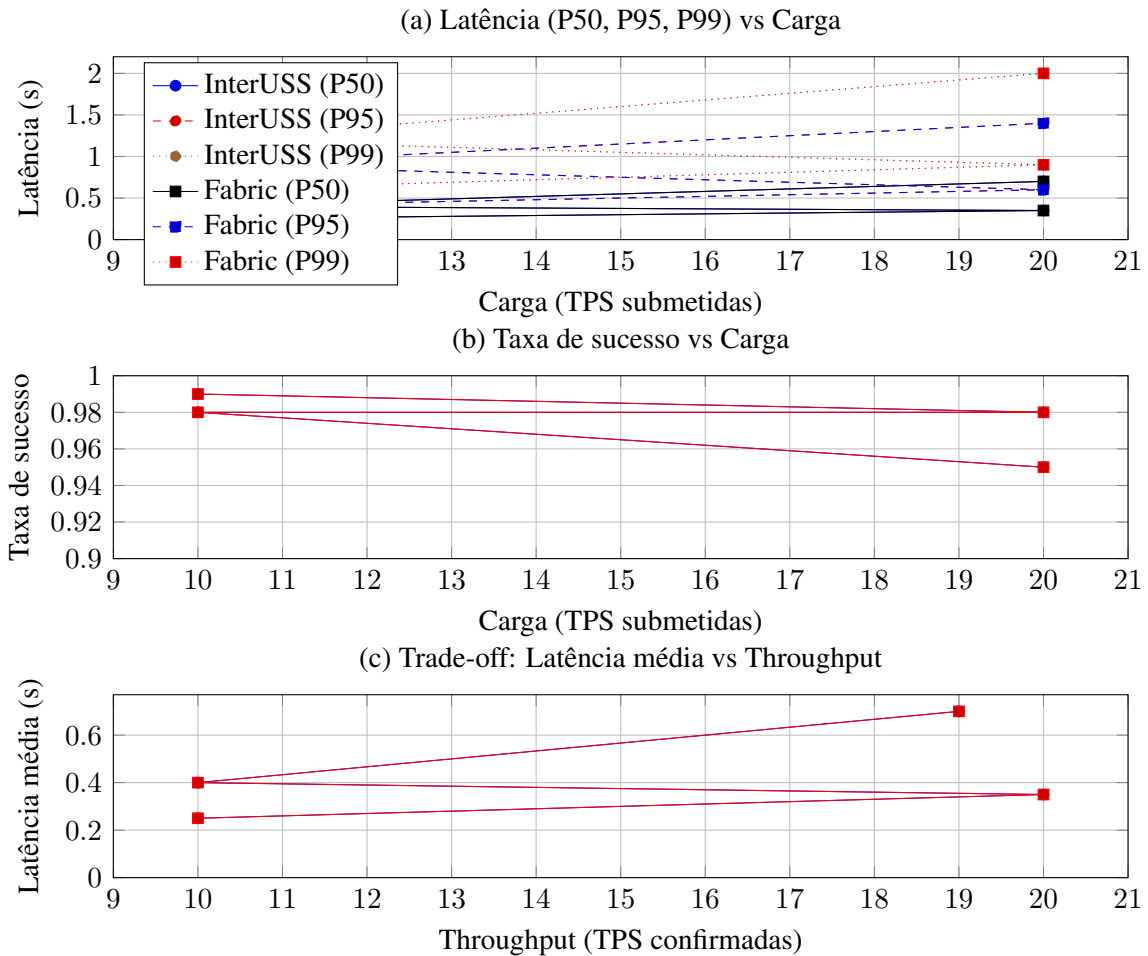 (a) Latência (P50, P95, P99) vs Carga
Latência (s)
2
1.5
1
0.5
0
InterUSS (P50)
InterUSS (P95)
InterUSS (P99)
Fabric (P50)
Fabric (P95)
Fabric (P99)
9 13 14 15 16 17 18 19 20 21
Carga (TPS submetidas)
(b) Taxa de sucesso vs Carga
Taxa de sucesso
1
0.98
0.96
0.94
0.92
0.9
9 10 11 12 13 14 15 16 17 18 19 20 21
Carga (TPS submetidas)
(c) Trade-off: Latência média vs Throughput
Latência média (s)
0.6
0.4
0.2
0
9 10 11 12 13 14 15 16 17 18 19 20 21
Throughput (TPS confirmadas)